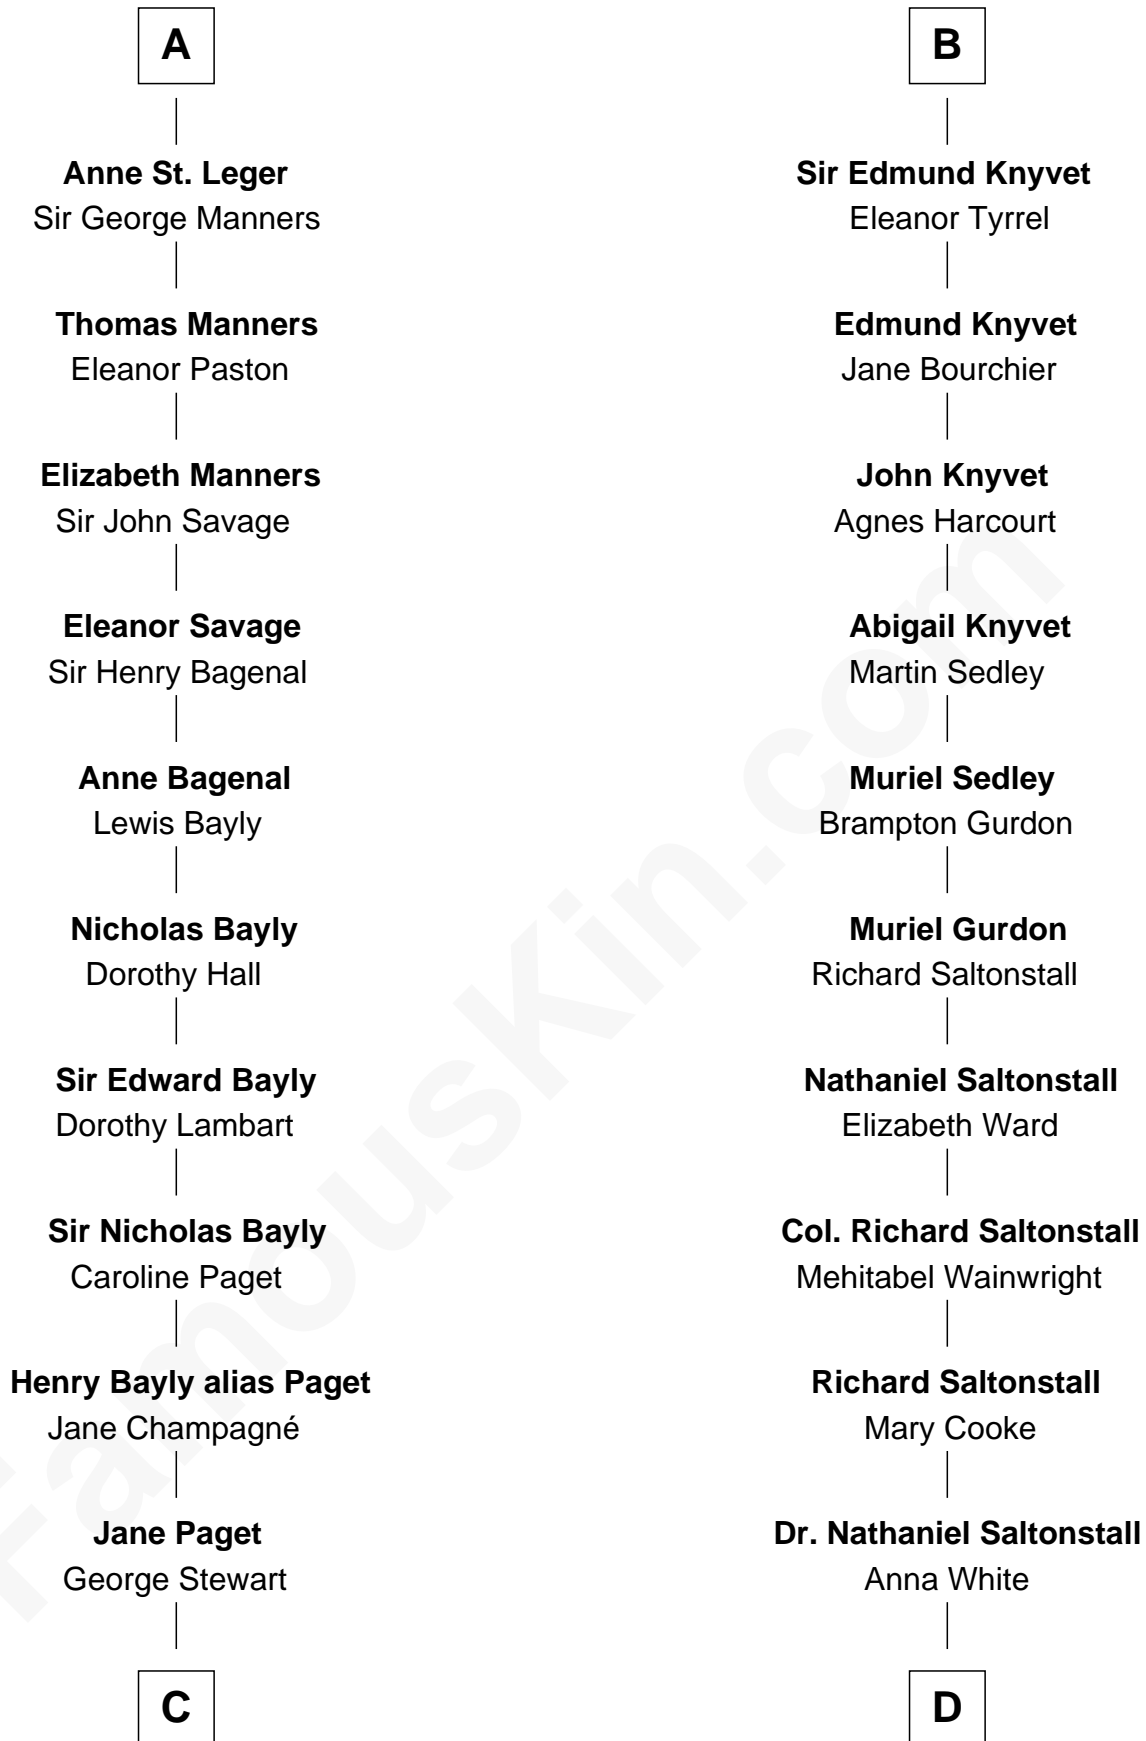 A
Anne St. Leger
Sir George Manners
Thomas Manners
Eleanor Paston
Elizabeth Manners
Sir John Savage
Eleanor Savage
Sir Henry Bagenal
Anne Bagenal
Lewis Bayly
Nicholas Bayly
Dorothy Hall
Sir Edward Bayly
Dorothy Lambart
Sir Nicholas Bayly
Caroline Paget
Henry Bayly alias Paget
Jane Champagné
Jane Paget
George Stewart
C
B
Sir Edmund Knyvet
Eleanor Tyrrel
Edmund Knyvet
Jane Bourchier
John Knyvet
Agnes Harcourt
Abigail Knyvet
Martin Sedley
Muriel Sedley
Brampton Gurdon
Muriel Gurdon
Richard Saltonstall
Nathaniel Saltonstall
Elizabeth Ward
Col. Richard Saltonstall
Mehitabel Wainwright
Richard Saltonstall
Mary Cooke
Dr. Nathaniel Saltonstall
Anna White
D
FamousKin.com